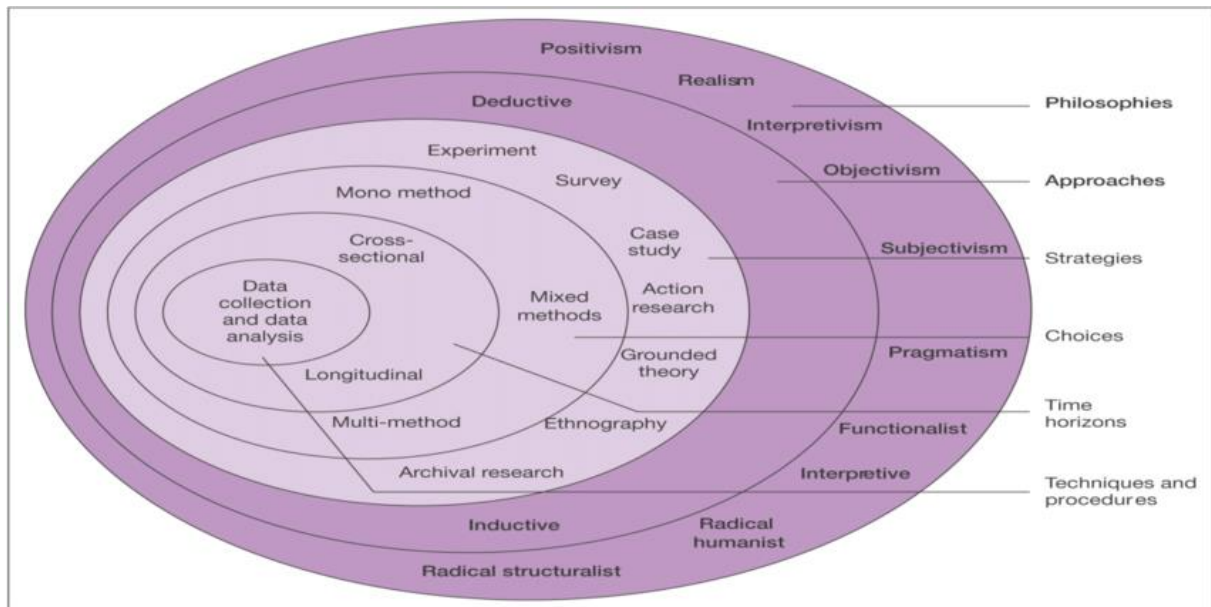 Positivism
Realism
Philosophies
Deductive
Interpretivism
Experiment
Objectivism
Survey
Approaches
Mono method
Case
study
Subjectivism
Strategies
Cross-
sectional
Data
collection
and data
analysis
Mixed
methods
Action
research
Choices
Grounded
theory
Pragmatism
Longitudinal
Time
horizons
Multi-method
Ethnography
Functionalist
Archival research
Interpretive
Techniques and
procedures
Inductive
Radical
humanist
Radical structuralist